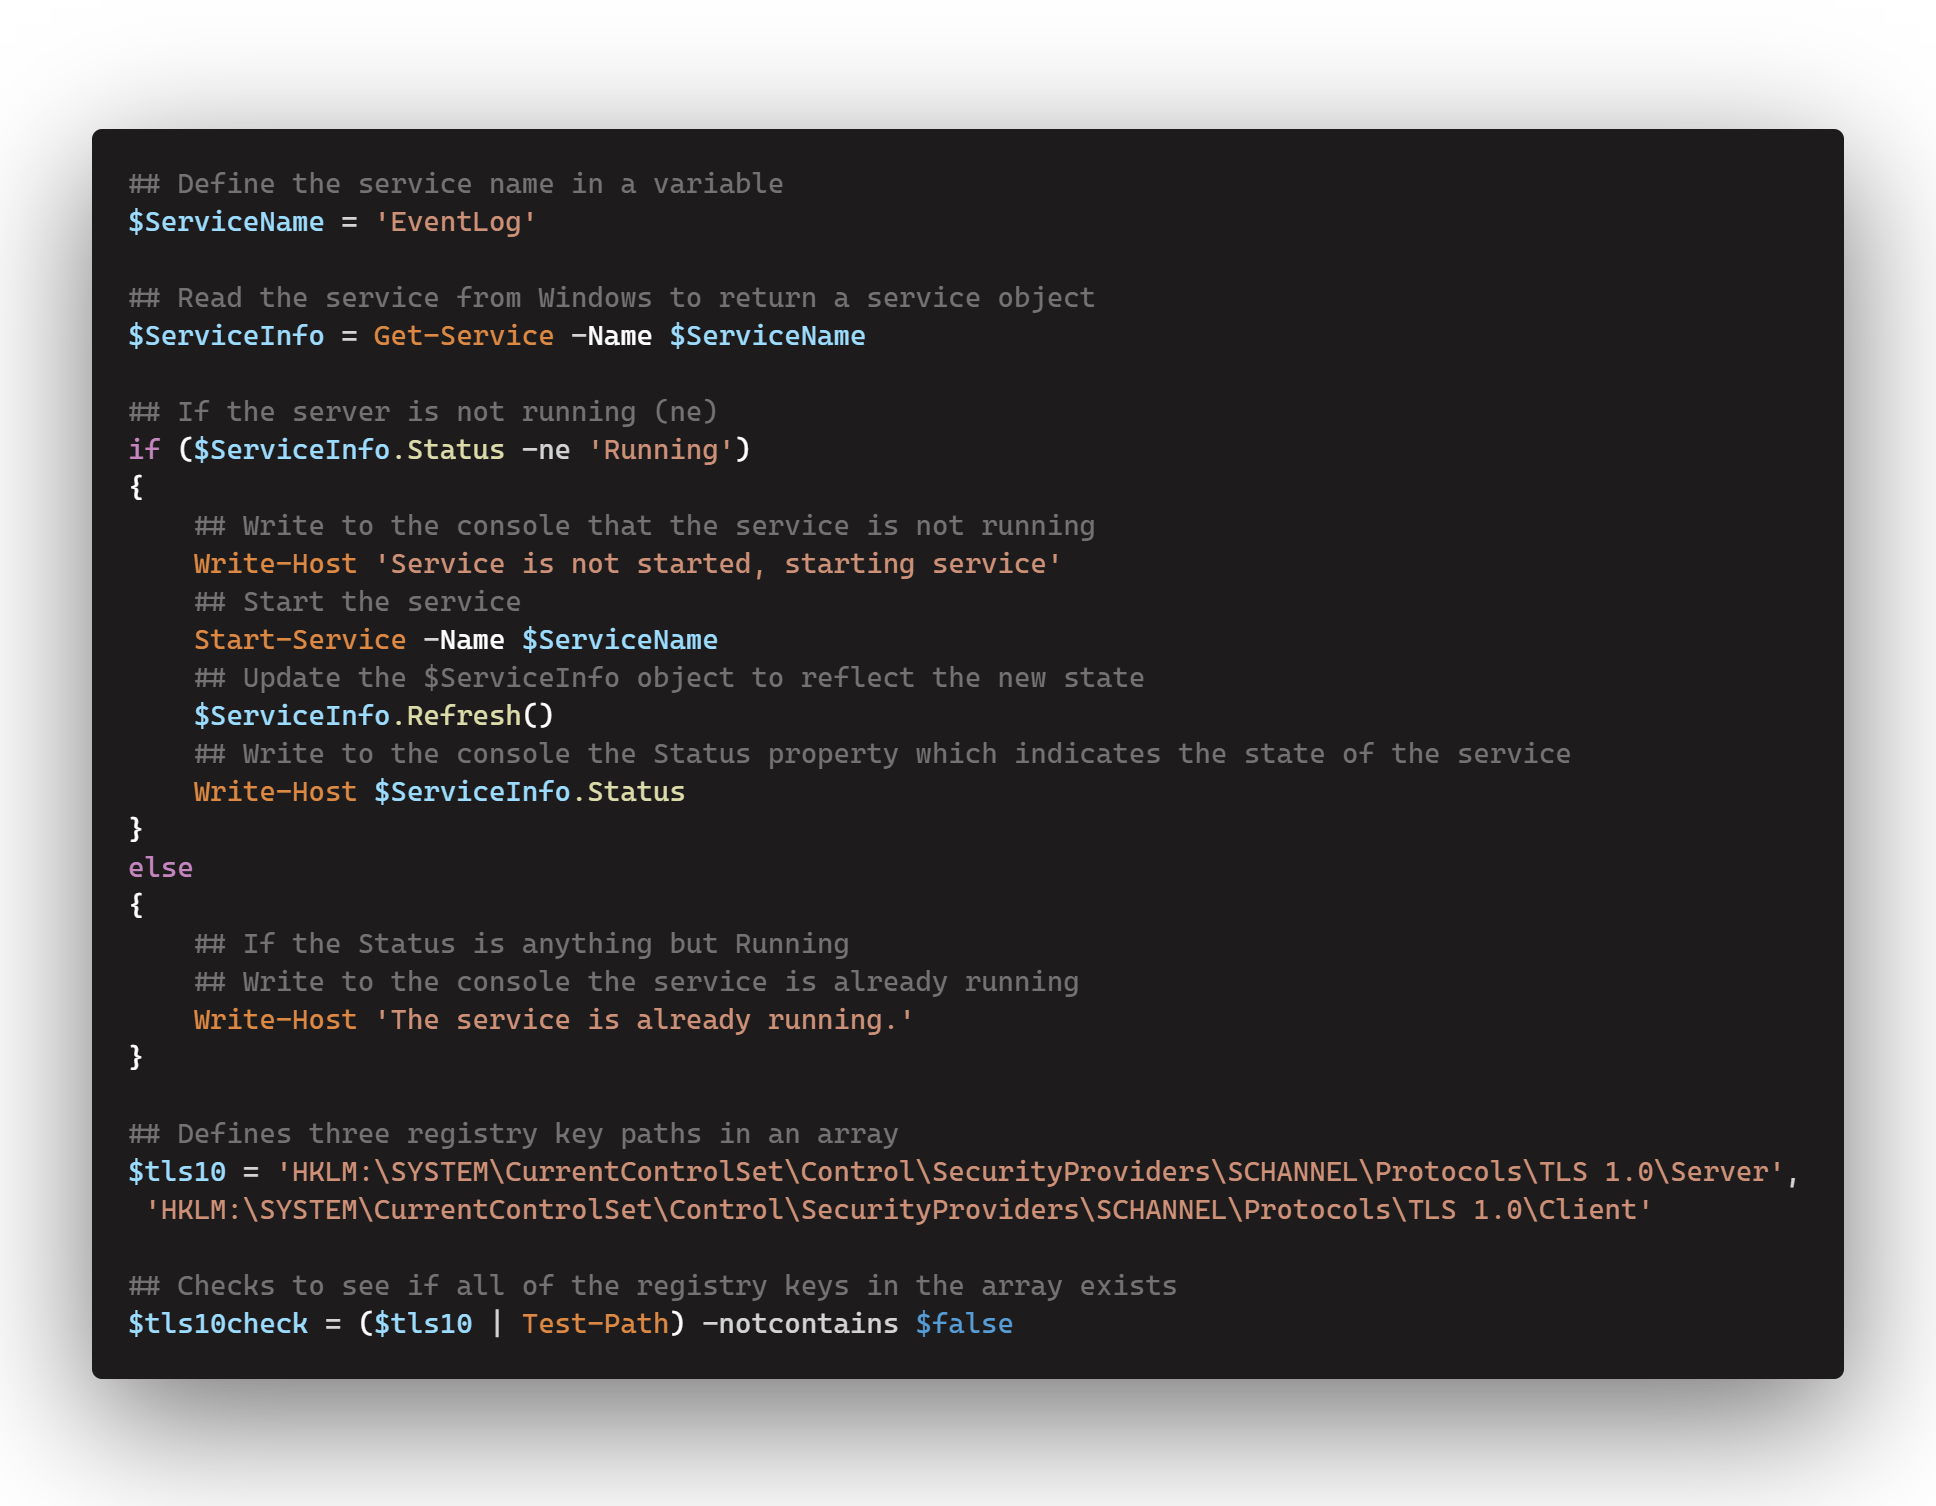 ## Define the service name in a variable
$ServiceName = 'EventLog'
## Read the service from Windows to return a service object
$ServiceInfo = Get-Service -Name $ServiceName
## If the server is not running (ne)
if ($ServiceInfo.Status -ne 'Running')
{
## Write to the console that the service is not running
Write-Host 'Service is not started, starting service'
## Start the service
Start-Service -Name $ServiceName
## Update the $ServiceInfo object to reflect the new state
$ServiceInfo.Refresh()
## Write to the console the Status property which indicates the state of the service
Write-Host $ServiceInfo.Status
}
else
{
## If the Status is anything but Running
## Write to the console the service is already running
Write-Host 'The service is already running.'
}
## Defines three registry key paths in an array
$tls10 = 'HKLM:\SYSTEM\CurrentControlSet\Control\SecurityProviders\SCHANNEL\Protocols\TLS 1.0\Server',
'HKLM:\SYSTEM\CurrentControlSet\Control\SecurityProviders\SCHANNEL\Protocols\TLS 1.0\Client'
## Checks to see if all of the registry keys in the array exists
$tls10check = ($tls10 | Test-Path) -notcontains $false